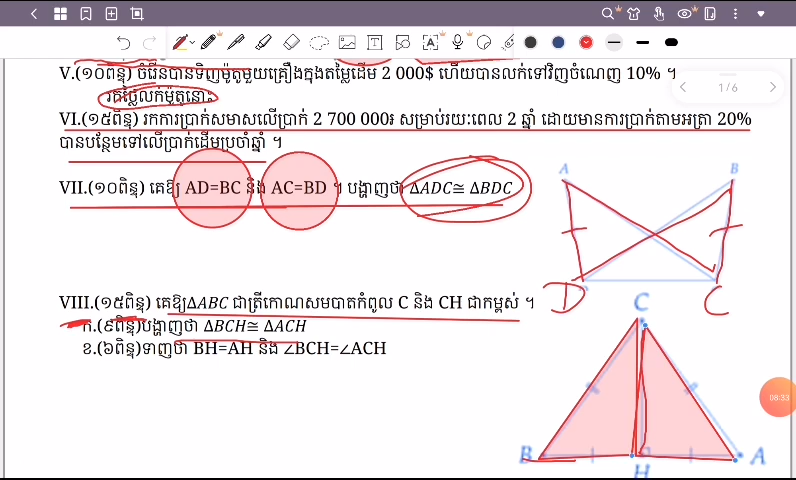 V.(១០ពិន្ទុ) ចំរើនបានទិញម៉ូតូមួយគ្រឿងក្នុងតម្លៃដើម 2 000$ ហើយបានលក់ទៅវិញចំណេញ 10% ។
រកថ្លៃលក់ម៉ូតូនោះ
1/6
VI.(១៥ពិន្ទុ) រកការប្រាក់សមាសលើប្រាក់ 2 700 000៛ សម្រាប់រយៈពេល 2 ឆ្នាំ ដោយមានការប្រាក់តាមអត្រា 20%
បានបន្ថែមទៅលើប្រាក់ដើមប្រចាំឆ្នាំ ។
VII.(១០ពិន្ទុ) គេឱ្យ AD=BC និង AC=BD ។ បង្ហាញថា ΔADC≅ ΔBDC
A B
D C
VIII.(១៥ពិន្ទុ) គេឱ្យΔABC ជាត្រីកោណសមបាតកំពូល C និង CH ជាកម្ពស់ ។
ក.(៩ពិន្ទុ)បង្ហាញថា ΔBCH≅ ΔACH
ខ.(៦ពិន្ទុ)ទាញថា BH=AH និង ∠BCH=∠ACH
C
B H A
08:33